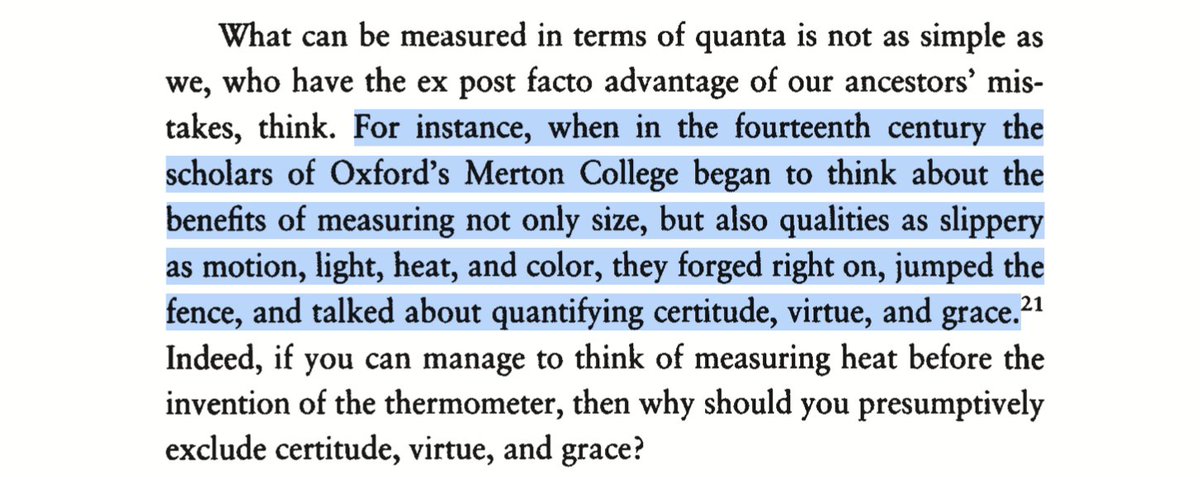 What can be measured in terms of quanta is not as simple as
we, who have the ex post facto advantage of our ancestors’ mis-
takes, think. For instance, when in the fourteenth century the
scholars of Oxford’s Merton College began to think about the
benefits of measuring not only size, but also qualities as slippery
as motion, light, heat, and color, they forged right on, jumped the
fence, and talked about quantifying certitude, virtue, and grace.21
Indeed, if you can manage to think of measuring heat before the
invention of the thermometer, then why should you presumptively
exclude certitude, virtue, and grace?